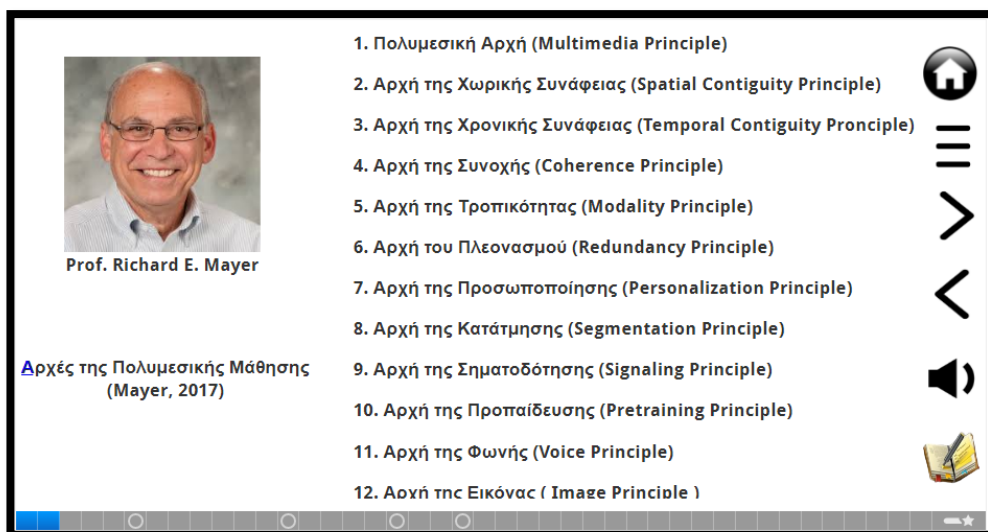 Prof. Richard E. Mayer
Αρχές της Πολυμεσικής Μάθησης
(Mayer, 2017)
1. Πολυμεσική Αρχή (Multimedia Principle)
2. Αρχή της Χωρικής Συνάφειας (Spatial Contiguity Principle)
3. Αρχή της Χρονικής Συνάφειας (Temporal Contiguity Pronciple)
4. Αρχή της Συνοχής (Coherence Principle)
5. Αρχή της Τροπικότητας (Modality Principle)
6. Αρχή του Πλεονασμού (Redundancy Principle)
7. Αρχή της Προσωποποίησης (Personalization Principle)
8. Αρχή της Κατάτμησης (Segmentation Principle)
9. Αρχή της Σηματοδότησης (Signaling Principle)
10. Αρχή της Προπαίδευσης (Pretraining Principle)
11. Αρχή της Φωνής (Voice Principle)
12. Αρχή της Εικόνας ( Image Principle )